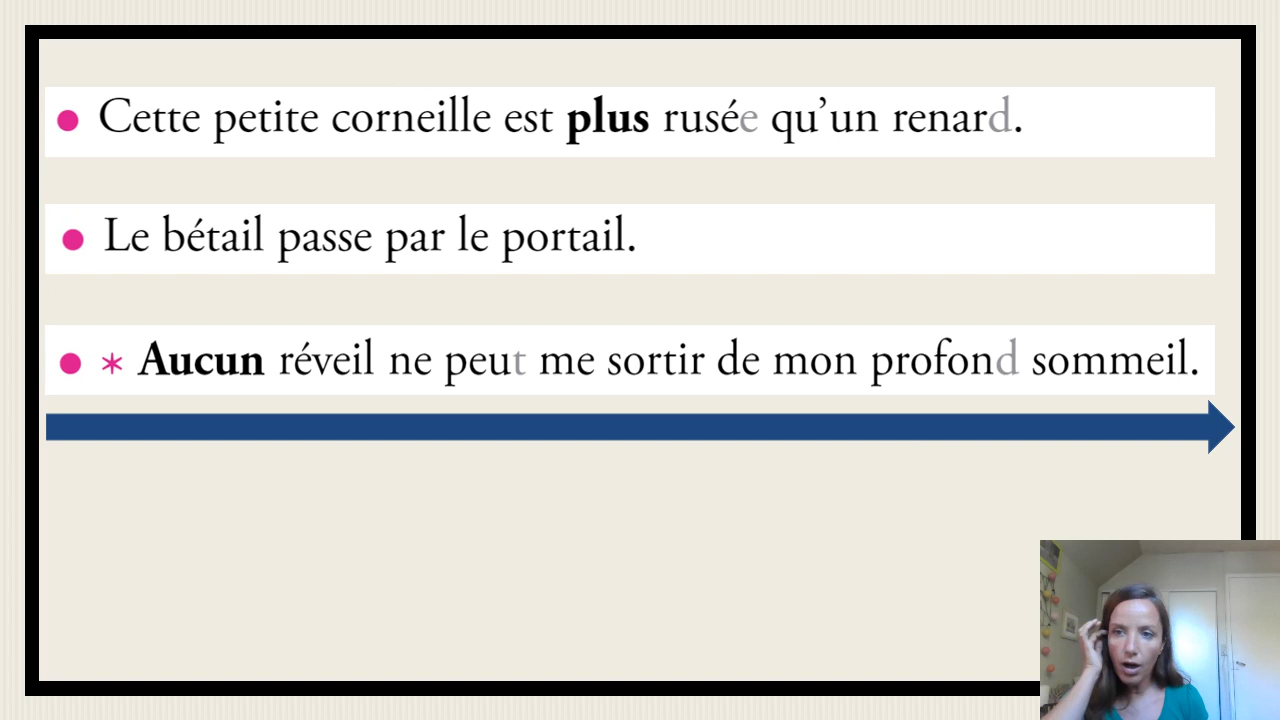 • Cette petite corneille est plus rusée qu’un renard.
• Le bétail passe par le portail.
• * Aucun réveil ne peut me sortir de mon profond sommeil.